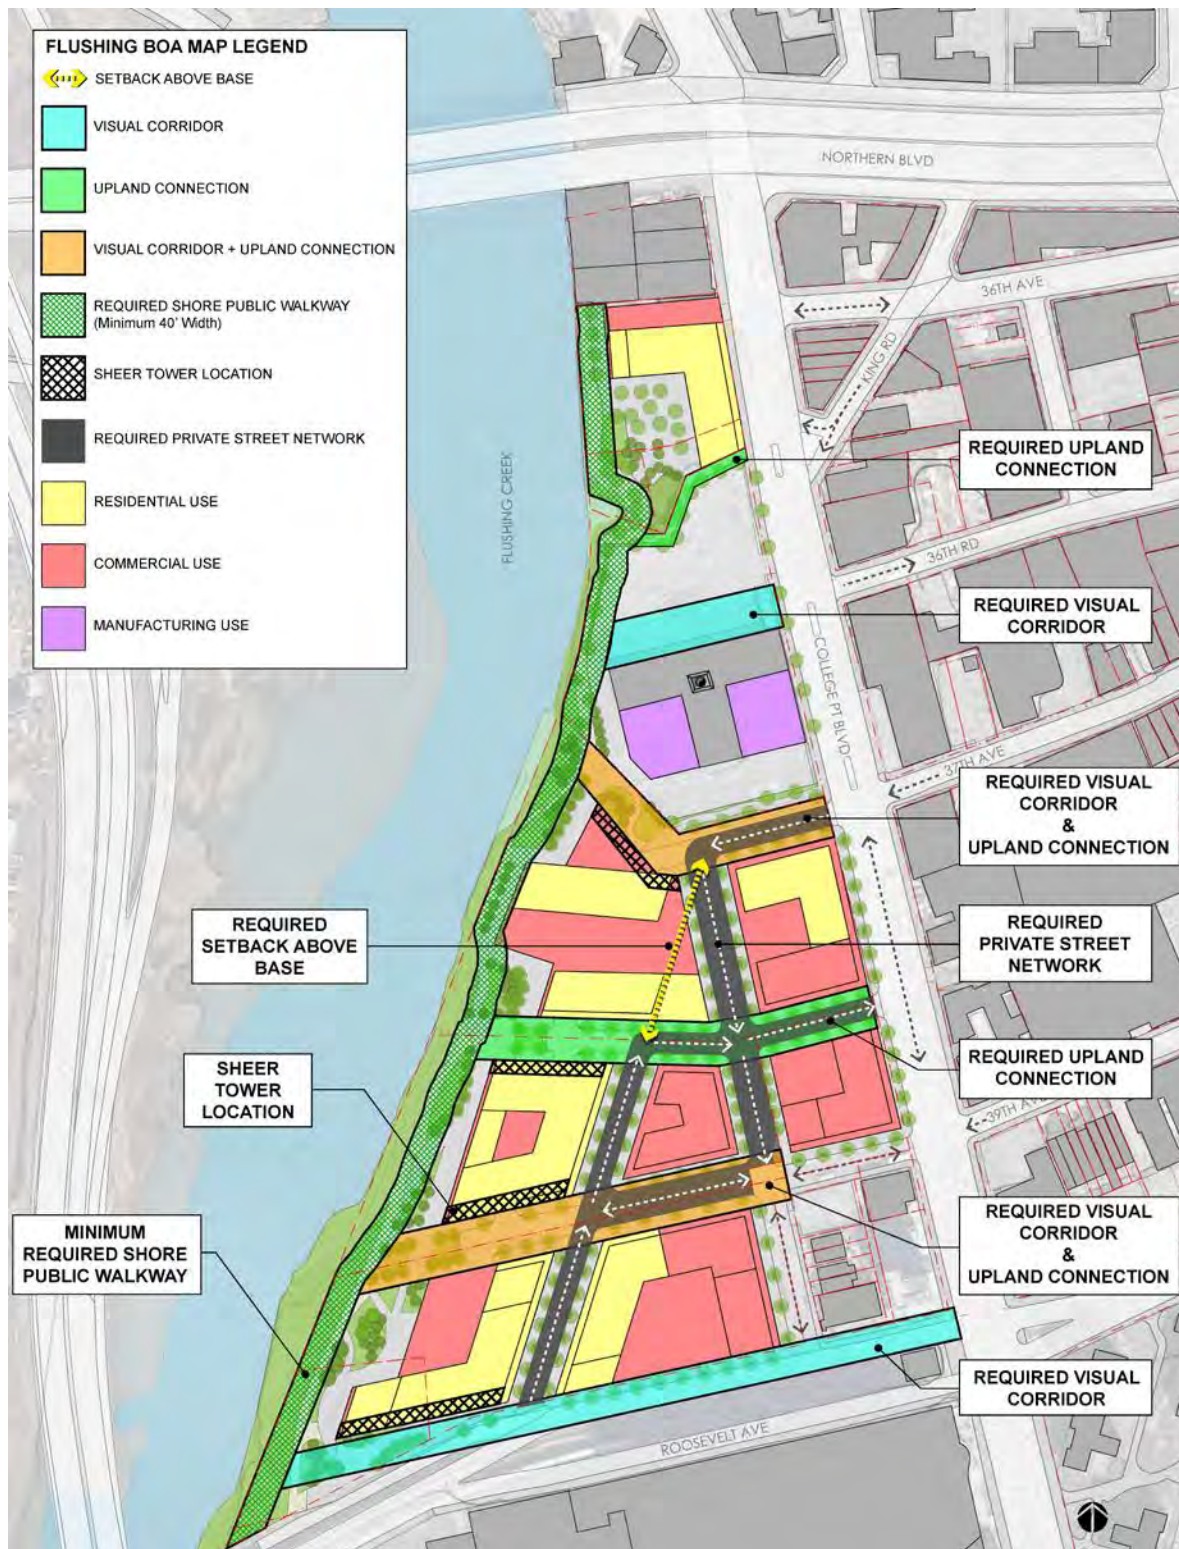 FLUSHING BOA MAP LEGEND
SETBACK ABOVE BASE
VISUAL CORRIDOR
UPLAND CONNECTION
VISUAL CORRIDOR + UPLAND CONNECTION
REQUIRED SHORE PUBLIC WALKWAY
(Minimum 40' Width)
SHEER TOWER LOCATION
REQUIRED PRIVATE STREET NETWORK
RESIDENTIAL USE
COMMERCIAL USE
MANUFACTURING USE
NORTHERN BLVD
36TH AVE
KING RD
FLUSHING CREEK
REQUIRED UPLAND
CONNECTION
36TH RD
REQUIRED VISUAL
CORRIDOR
COLLEGE PT BLVD
37TH AVE
REQUIRED VISUAL
CORRIDOR
&
UPLAND CONNECTION
REQUIRED
SETBACK ABOVE
BASE
REQUIRED
PRIVATE STREET
NETWORK
SHEER
TOWER
LOCATION
REQUIRED UPLAND
CONNECTION
39TH AVE
MINIMUM
REQUIRED SHORE
PUBLIC WALKWAY
REQUIRED VISUAL
CORRIDOR
&
UPLAND CONNECTION
REQUIRED VISUAL
CORRIDOR
ROOSEVELT AVE